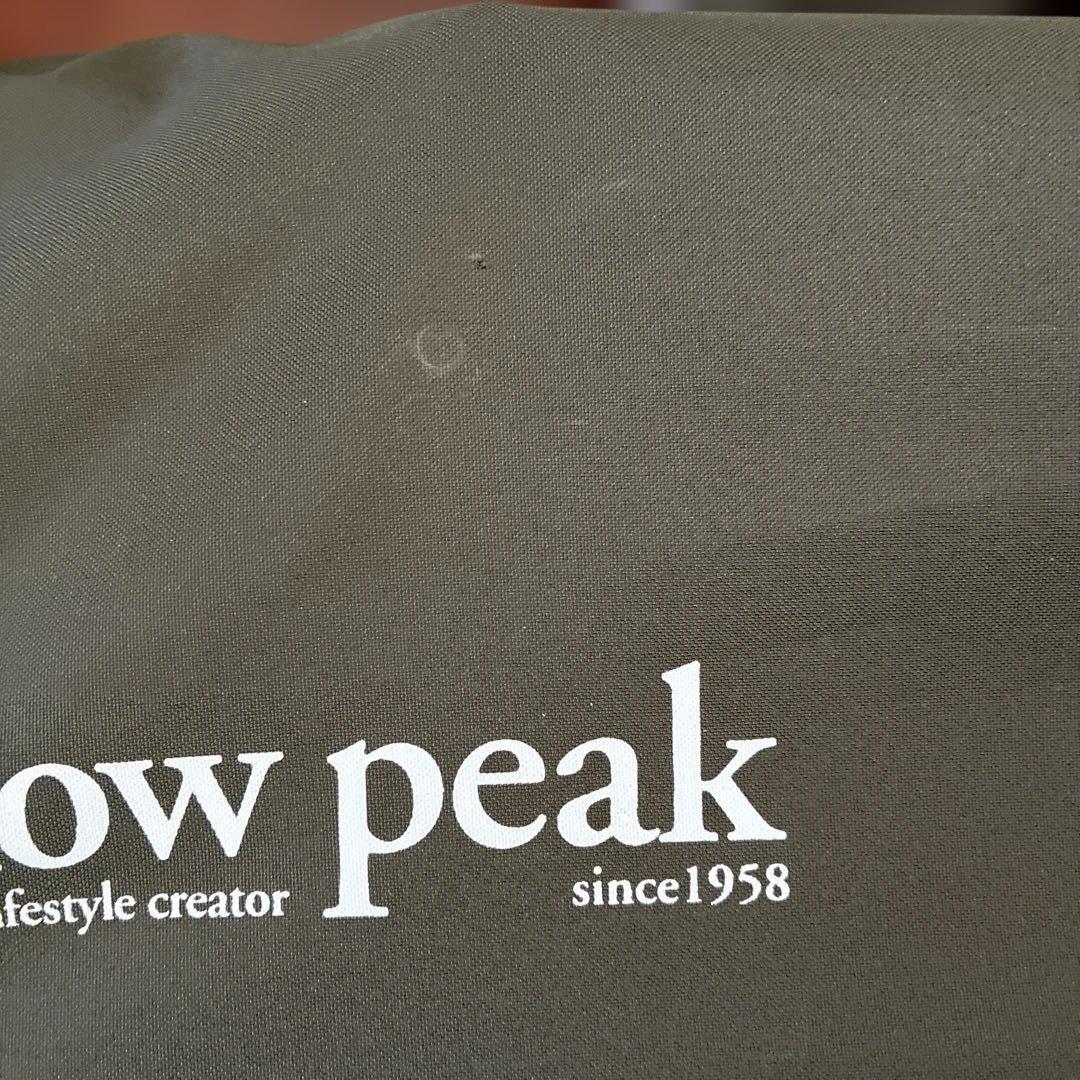 ow peak
festyle creator since1958